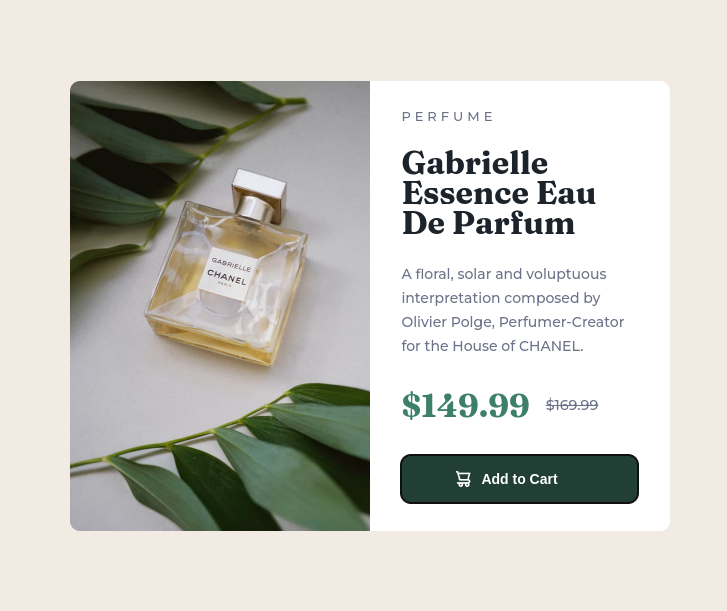 GABRIELLE
CHANEL
PARIS
PERFUME
Gabrielle
Essence Eau
De Parfum
A floral, solar and voluptuous
interpretation composed by
Olivier Polge, Perfumer-Creator
for the House of CHANEL.
$149.99 $169.99
Add to Cart